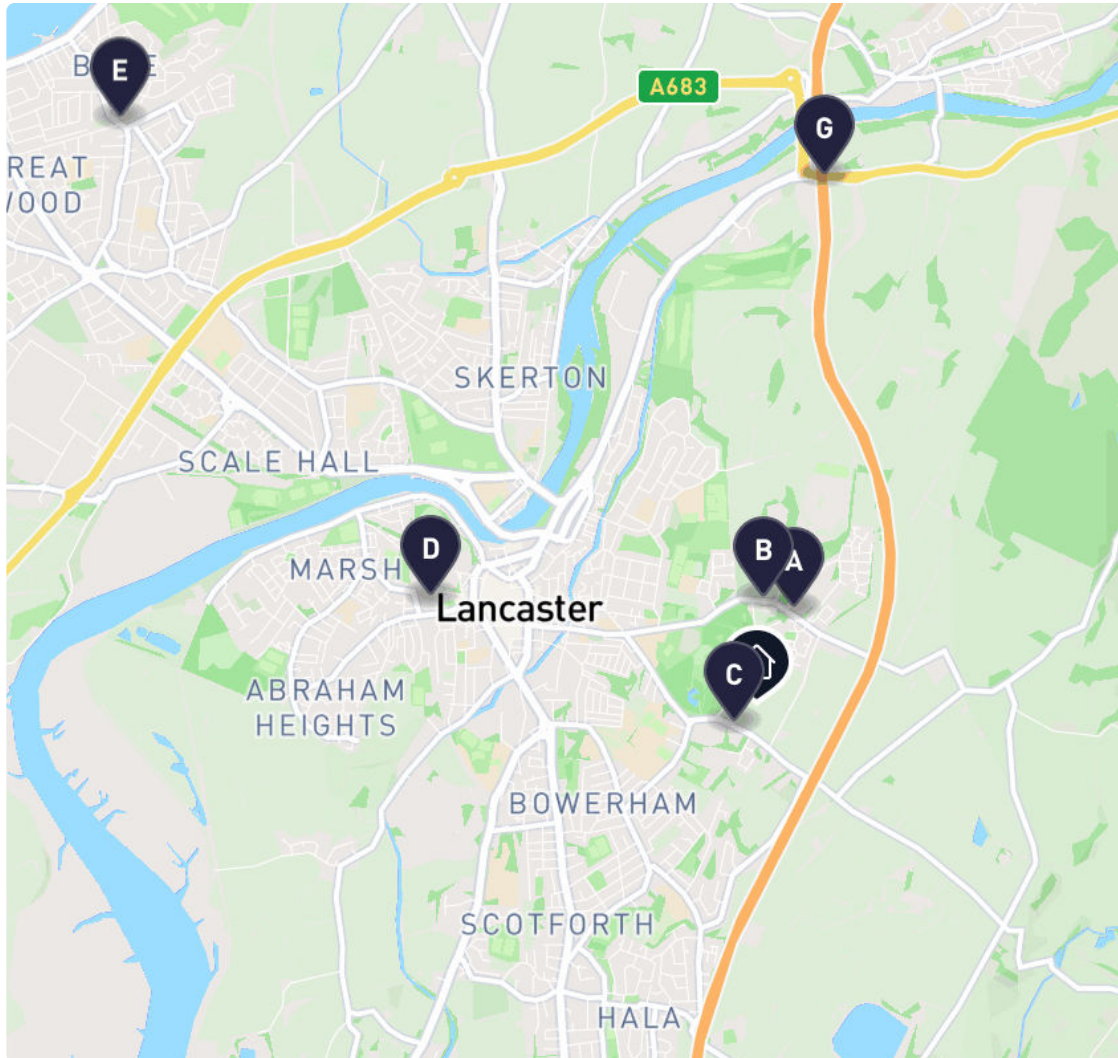 E
A683
G
REAT
WOOD
SKERTON
SCALE HALL
D
B
A
MARSH
Lancaster
C
ABRAHAM
HEIGHTS
BOWERHAM
SCOTFORTH
HALA